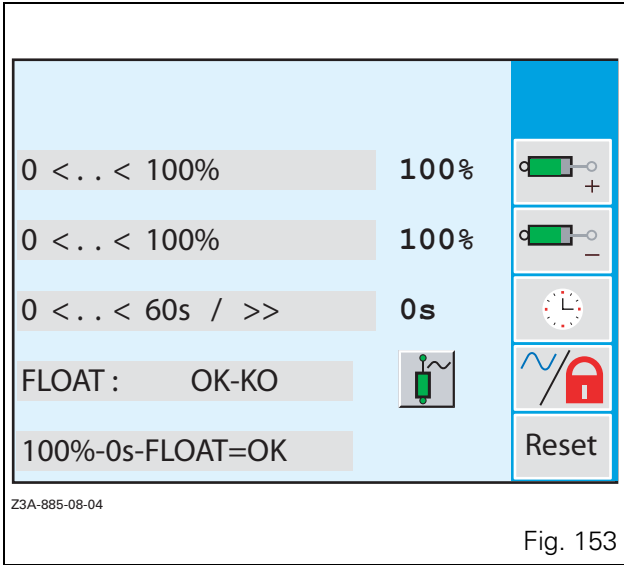 0 <..< 100% 100% +
0 <..< 100% 100% −
0 <..< 60s / >> 0s
FLOAT : OK-KO
100%-0s-FLOAT=OK Reset
Z3A-885-08-04
Fig. 153